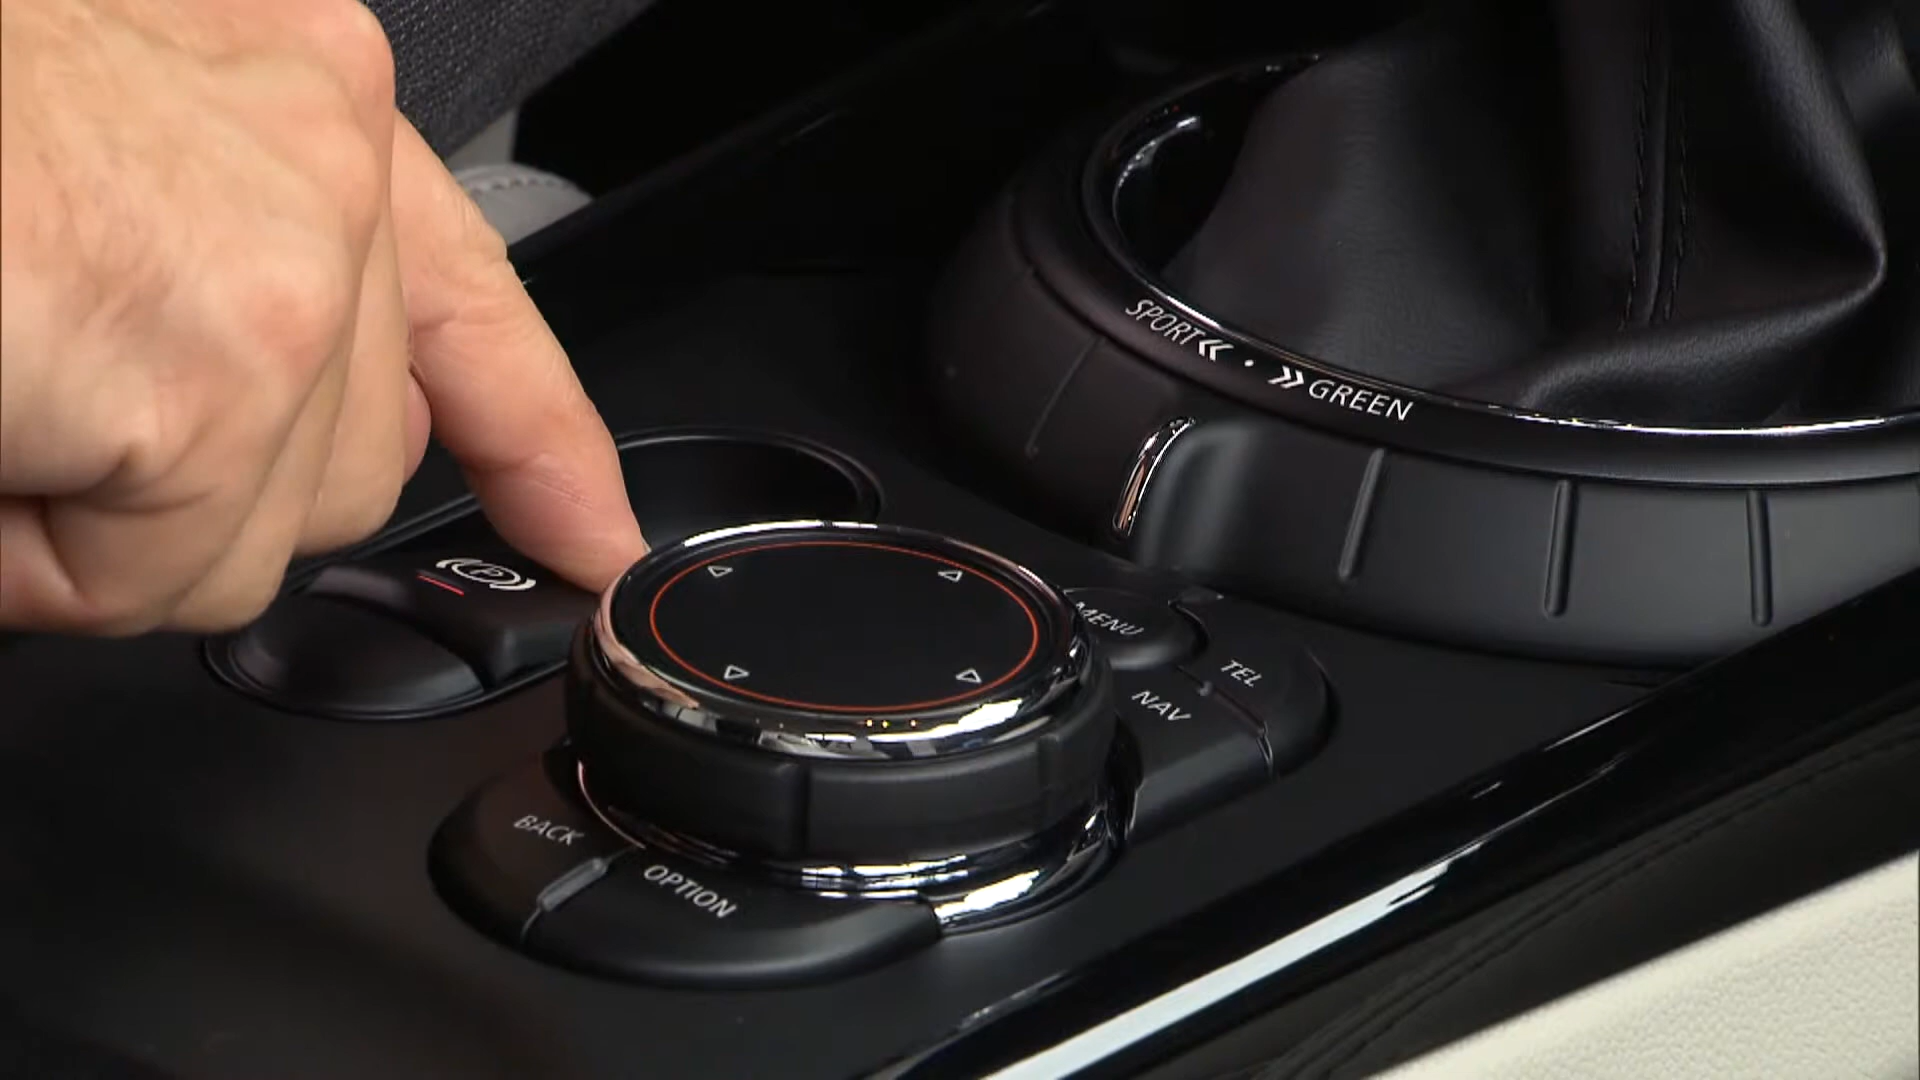 SPORT « • » GREEN
MENU
TEL
NAV
BACK
OPTION